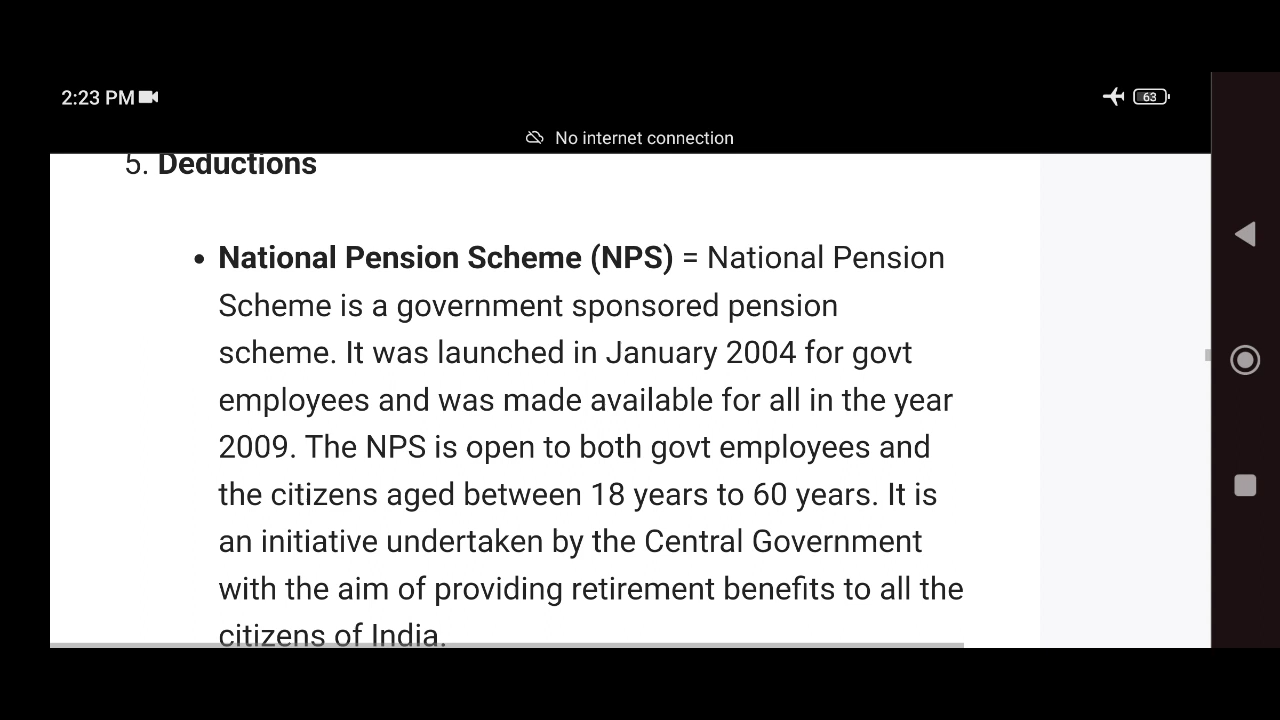 2:23 PM
63
No internet connection
5. Deductions
• National Pension Scheme (NPS) = National Pension
Scheme is a government sponsored pension
scheme. It was launched in January 2004 for govt
employees and was made available for all in the year
2009. The NPS is open to both govt employees and
the citizens aged between 18 years to 60 years. It is
an initiative undertaken by the Central Government
with the aim of providing retirement benefits to all the
citizens of India.